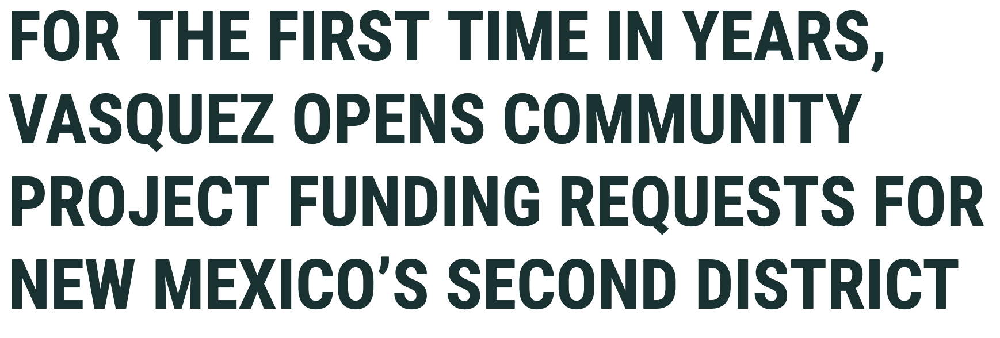 FOR THE FIRST TIME IN YEARS,
VASQUEZ OPENS COMMUNITY
PROJECT FUNDING REQUESTS FOR
NEW MEXICO’S SECOND DISTRICT